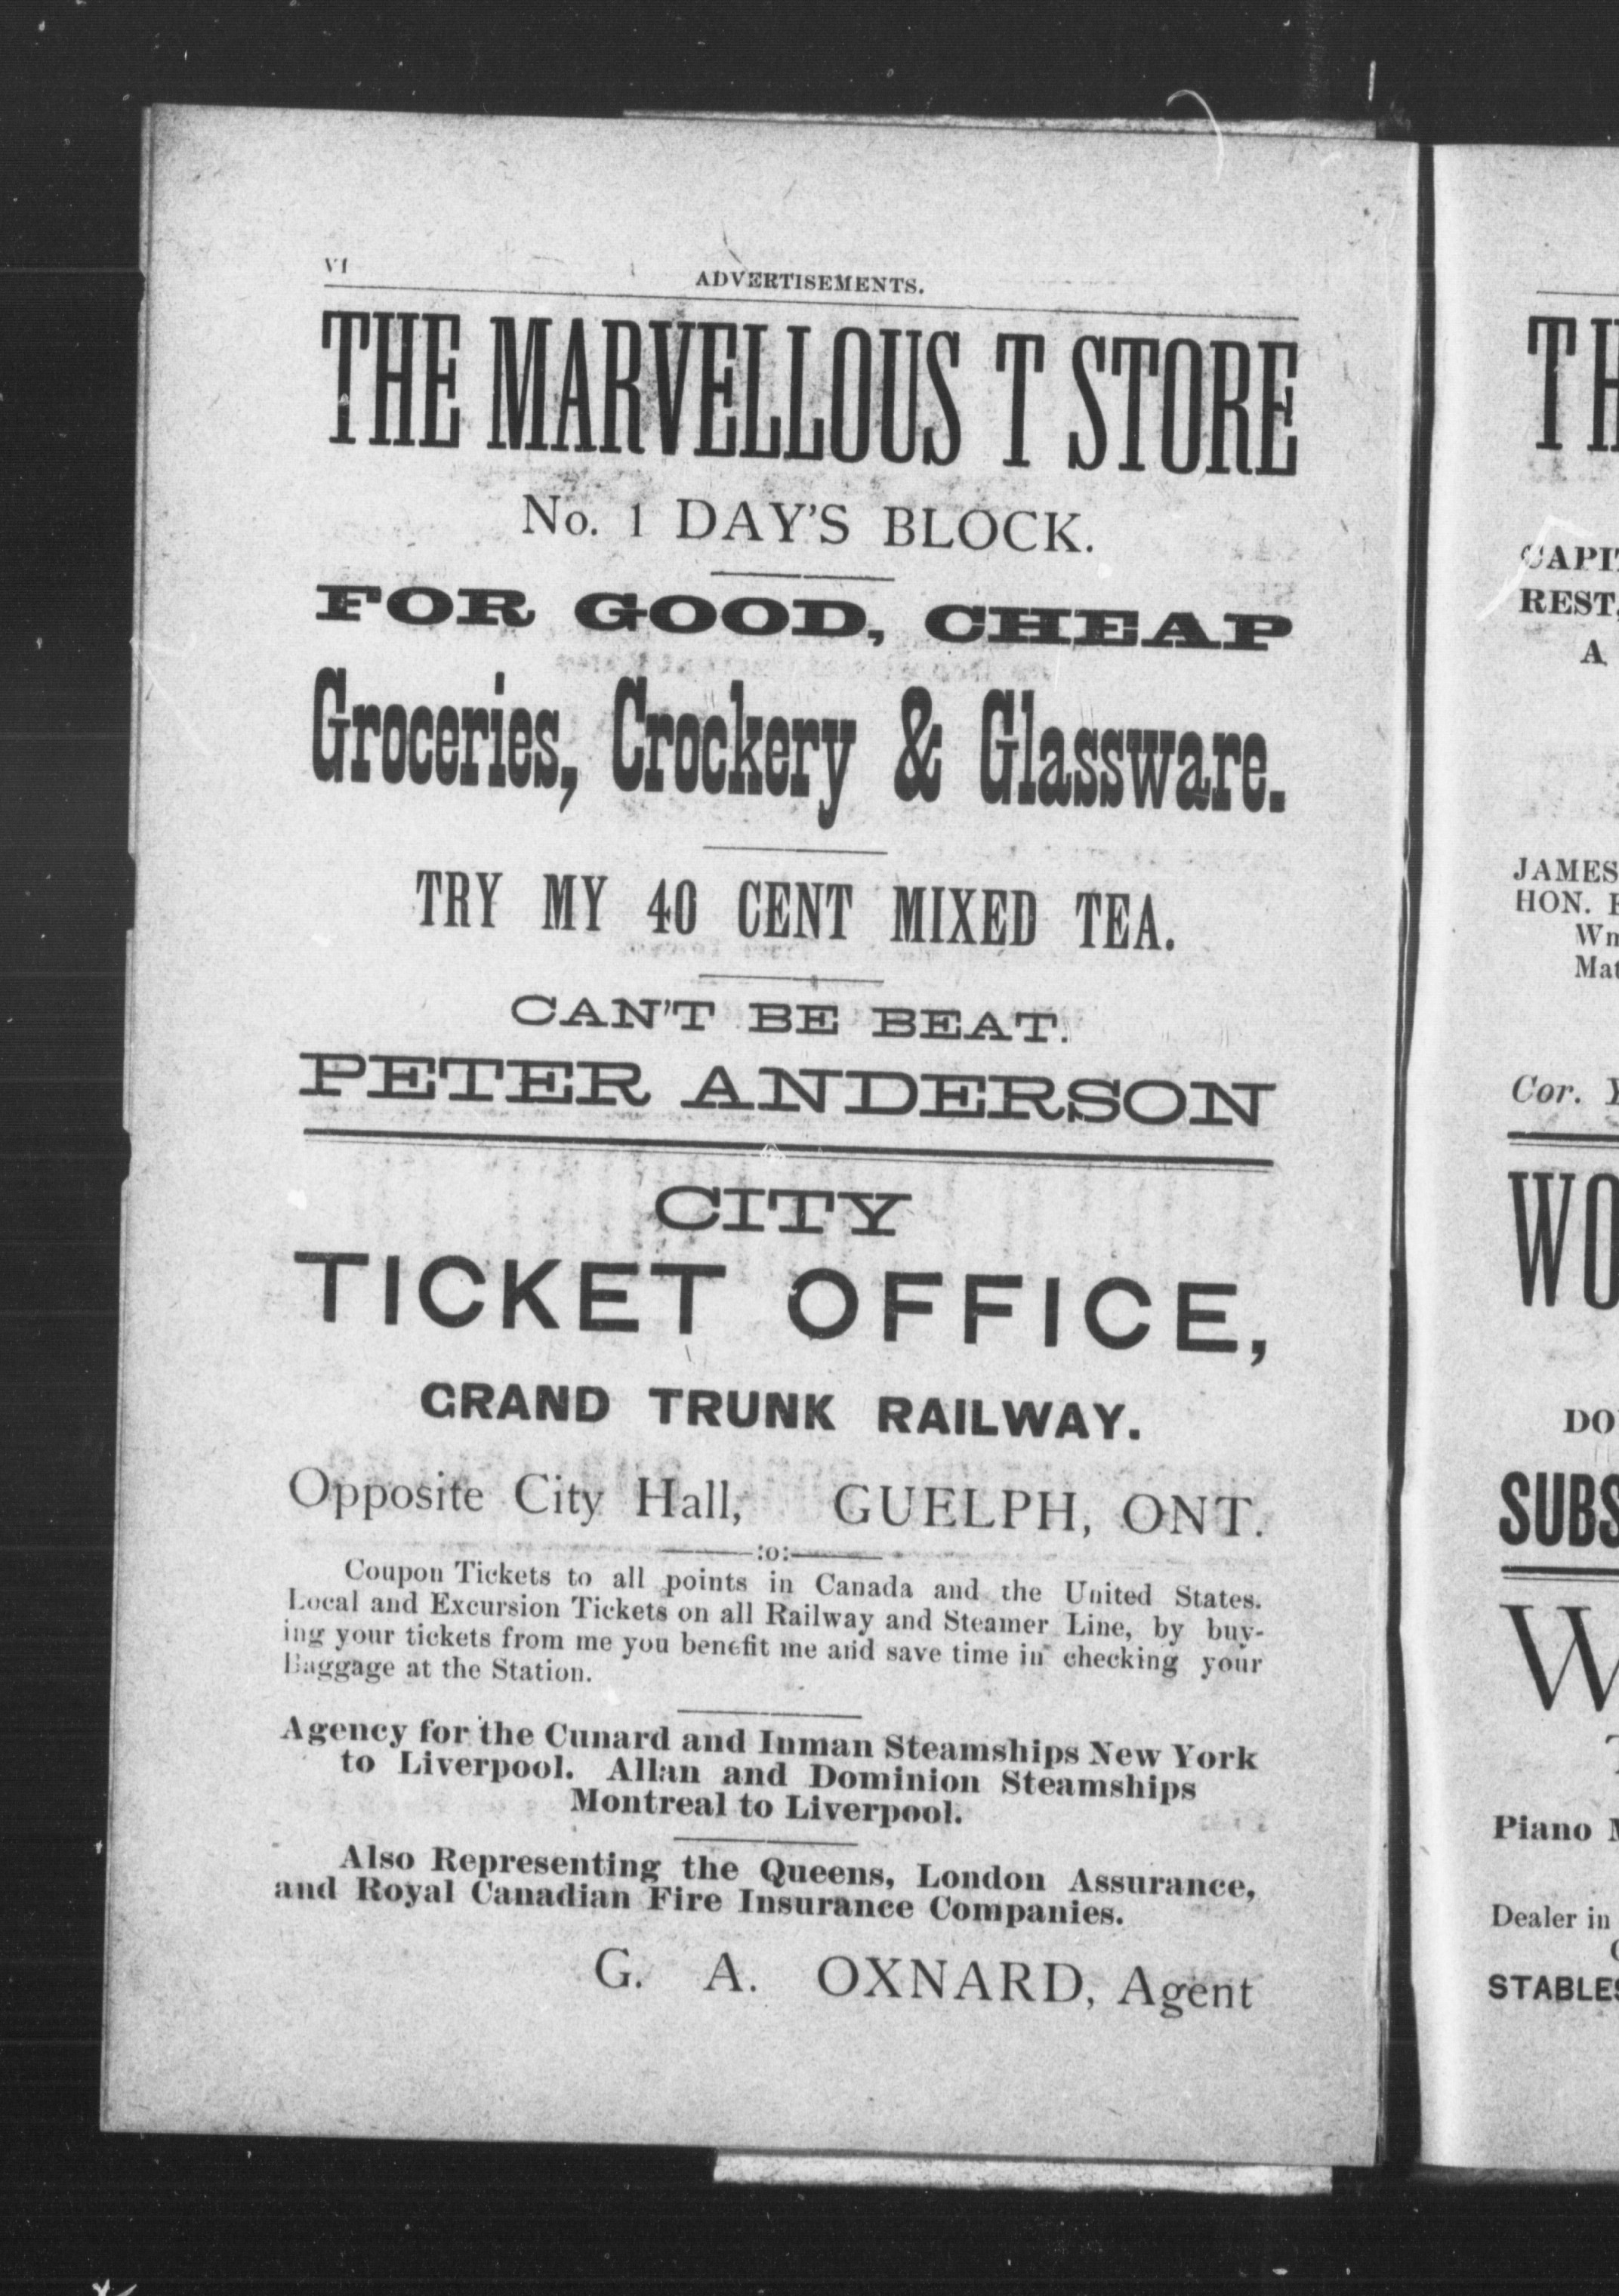 VI
ADVERTISEMENTS.
THE MARVELLOUS T STORE
No. 1 DAY'S BLOCK.
FOR GOOD, CHEAP
Groceries, Crockery & Glassware.
TRY MY 40 CENT MIXED TEA.
CAN'T BE BEAT.
PETER ANDERSON
CITY
TICKET OFFICE,
GRAND TRUNK RAILWAY.
Opposite City Hall, GUELPH, ONT.
:o:
Coupon Tickets to all points in Canada and the United States.
Local and Excursion Tickets on all Railway and Steamer Line, by buy-
ing your tickets from me you benefit me and save time in checking your
Baggage at the Station.
Agency for the Cunard and Inman Steamships New York
to Liverpool. Allan and Dominion Steamships
Montreal to Liverpool.
Also Representing the Queens, London Assurance,
and Royal Canadian Fire Insurance Companies.
G. A. OXNARD, Agent
TH
CAPI
REST,
A
JAMES
HON.
Wm
Mat
Cor.
WO
DO
SUBS
W
Piano
Dealer in
STABLES